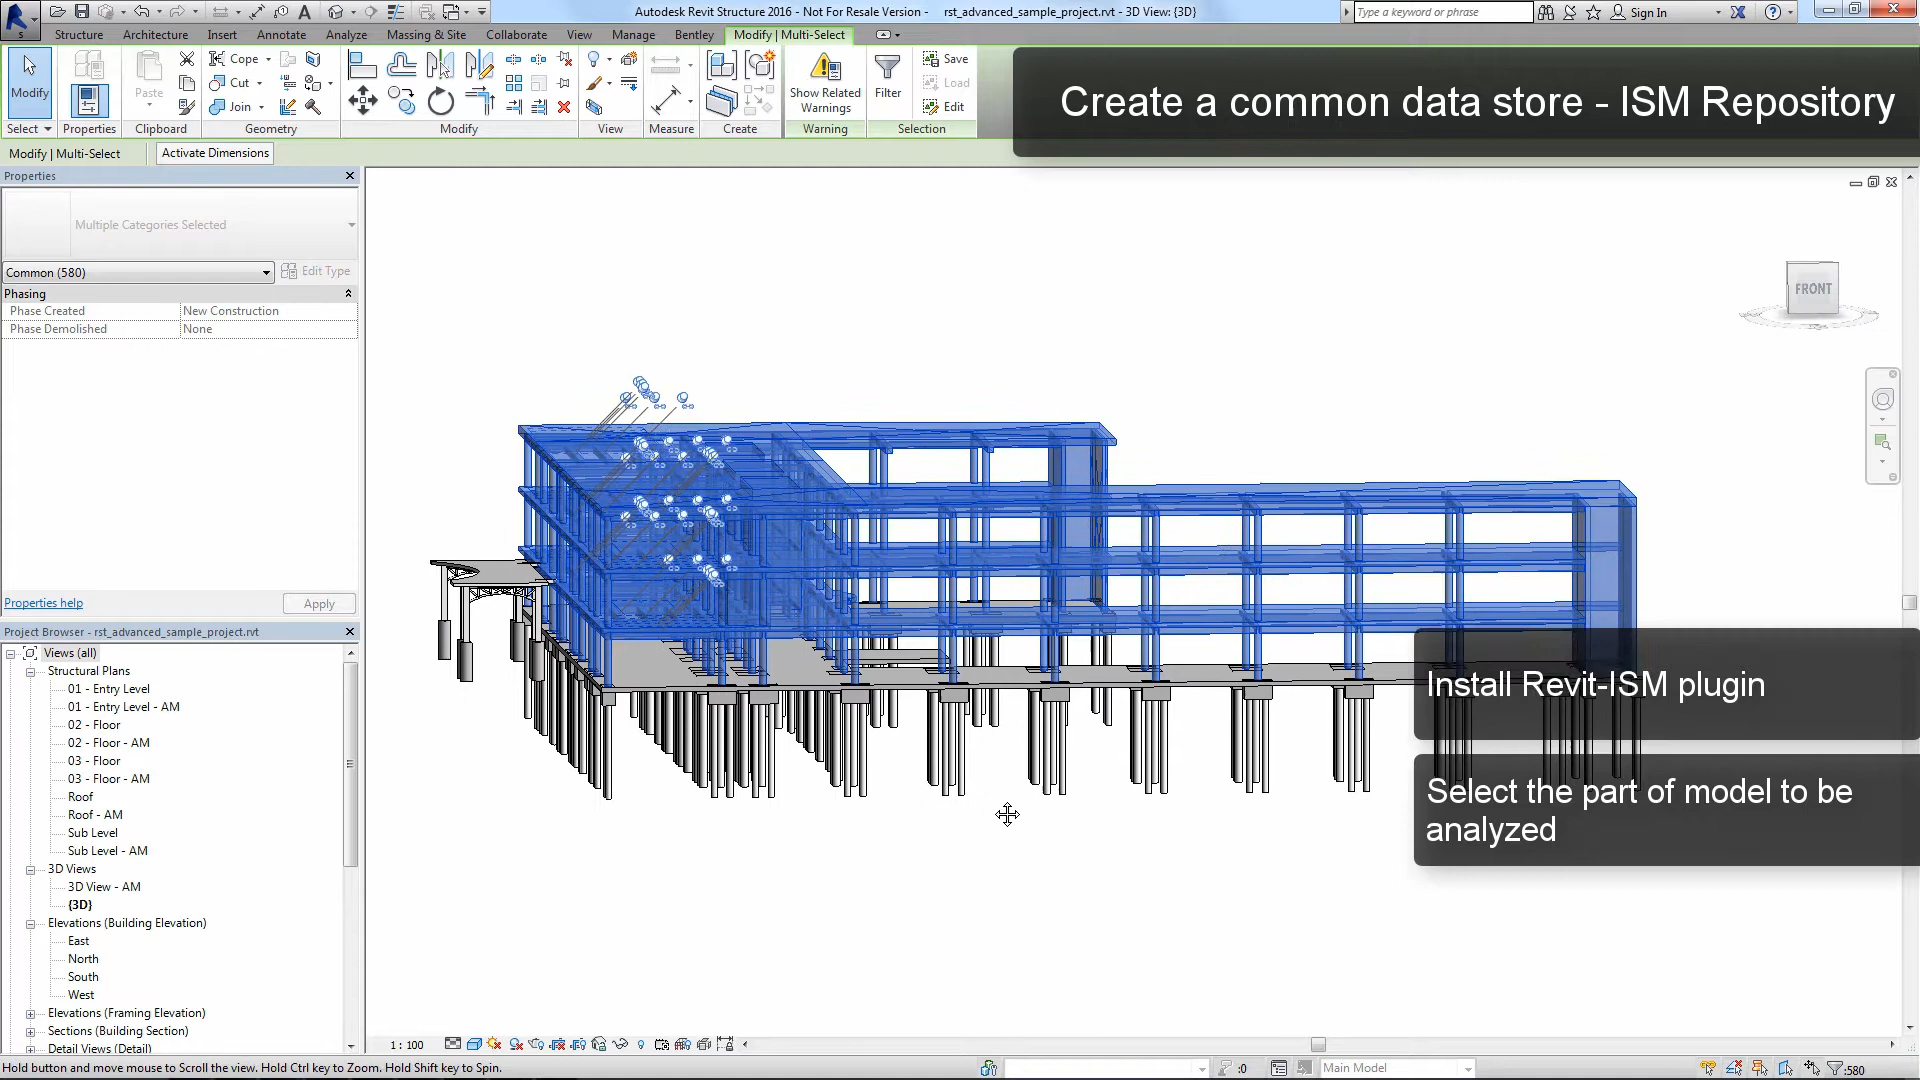 Autodesk Revit Structure 2016 - Not For Resale Version - rst_advanced_sample_project.rvt - 3D View: {3D}
Type a keyword or phrase
Sign In
Structure
Architecture
Insert
Annotate
Analyze
Massing & Site
Collaborate
View
Manage
Bentley
Modify | Multi-Select
Modify
Paste
Cope
Cut
Join
Show Related Warnings
Filter
Save
Load
Edit
Select
Properties
Clipboard
Geometry
Modify
View
Measure
Create
Warning
Selection
Create a common data store - ISM Repository
Modify | Multi-Select
Activate Dimensions
Properties
Multiple Categories Selected
Common (580)
Edit Type
Phasing
Phase Created
New Construction
Phase Demolished
None
FRONT
Properties help
Apply
Project Browser - rst_advanced_sample_project.rvt
Views (all)
Structural Plans
01 - Entry Level
01 - Entry Level - AM
02 - Floor
02 - Floor - AM
03 - Floor
03 - Floor - AM
Roof
Roof - AM
Sub Level
Sub Level - AM
3D Views
3D View - AM
{3D}
Elevations (Building Elevation)
East
North
South
West
Elevations (Framing Elevation)
Sections (Building Section)
Detail Views (Detail)
Install Revit-ISM plugin
Select the part of model to be
analyzed
1 : 100
Hold button and move mouse to Scroll the view. Hold Ctrl key to Zoom. Hold Shift key to Spin.
:0
Main Model
:580